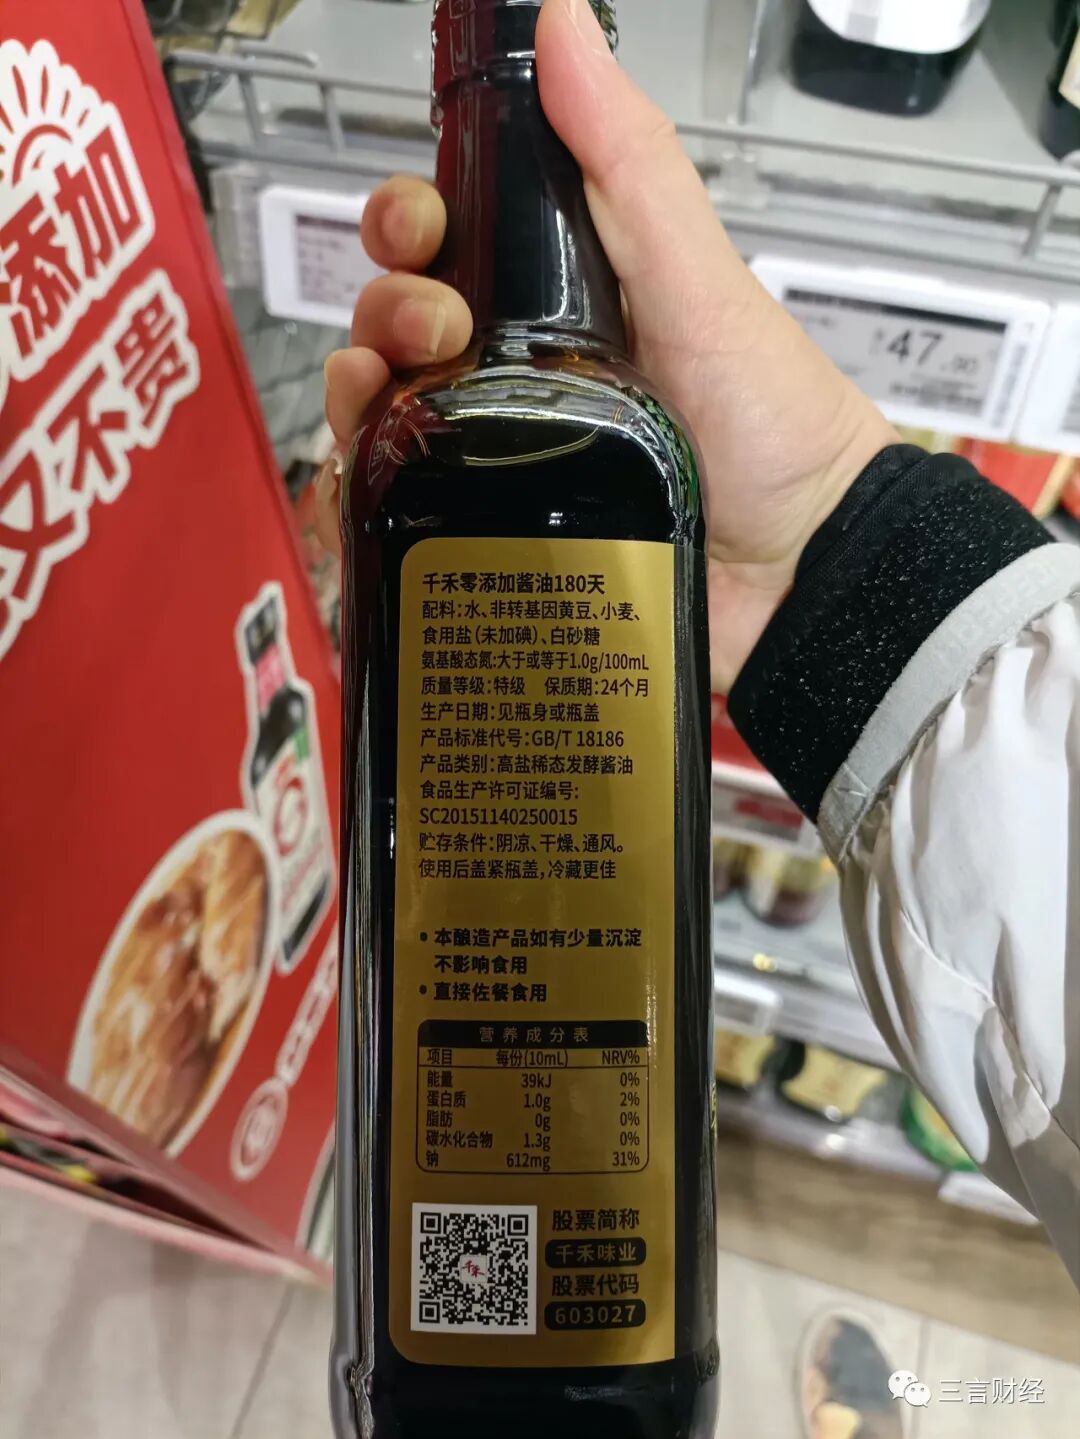 添加
又不贵
47.00
千禾零添加酱油180天
配料：水、非转基因黄豆、小麦、
食用盐（未加碘）、白砂糖
氨基酸态氮：大于或等于1.0g/100mL
质量等级：特级 保质期：24个月
生产日期：见瓶身或瓶盖
产品标准代号：GB/T 18186
产品类别：高盐稀态发酵酱油
食品生产许可证编号：
SC20151140250015
贮存条件：阴凉、干燥、通风。
使用后盖紧瓶盖，冷藏更佳
• 本酿造产品如有少量沉淀
不影响食用
• 直接佐餐食用
营养成分表
项目 每份(10mL) NRV%
能量 39kJ 0%
蛋白质 1.0g 2%
脂肪 0g 0%
碳水化合物 1.3g 0%
钠 612mg 31%
千禾
股票简称
千禾味业
股票代码
603027
三言财经